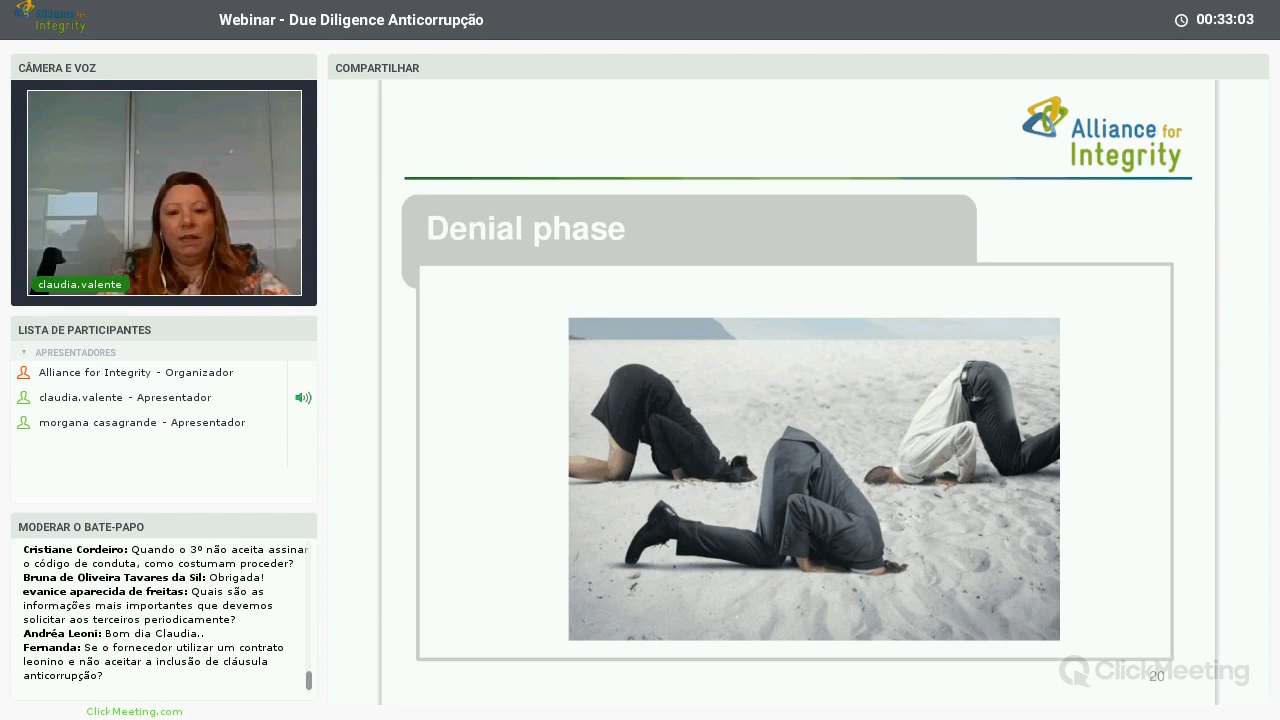 Alliance for
Integrity
Webinar - Due Diligence Anticorrupção
00:33:03
CÂMERA E VOZ
claudia.valente
LISTA DE PARTICIPANTES
APRESENTADORES
Alliance for Integrity - Organizador
claudia.valente - Apresentador
morgana casagrande - Apresentador
MODERAR O BATE-PAPO
Cristiane Cordeiro: Quando o 3º não aceita assinar
o código de conduta, como costumam proceder?
Bruna de Oliveira Tavares da Sil: Obrigada!
evanice aparecida de freitas: Quais são as
informações mais importantes que devemos
solicitar aos terceiros periodicamente?
Andréa Leoni: Bom dia Claudia..
Fernanda: Se o fornecedor utilizar um contrato
leonino e não aceitar a inclusão de cláusula
anticorrupção?
ClickMeeting.com
COMPARTILHAR
Alliance for
Integrity
Denial phase
ClickMeeting
20